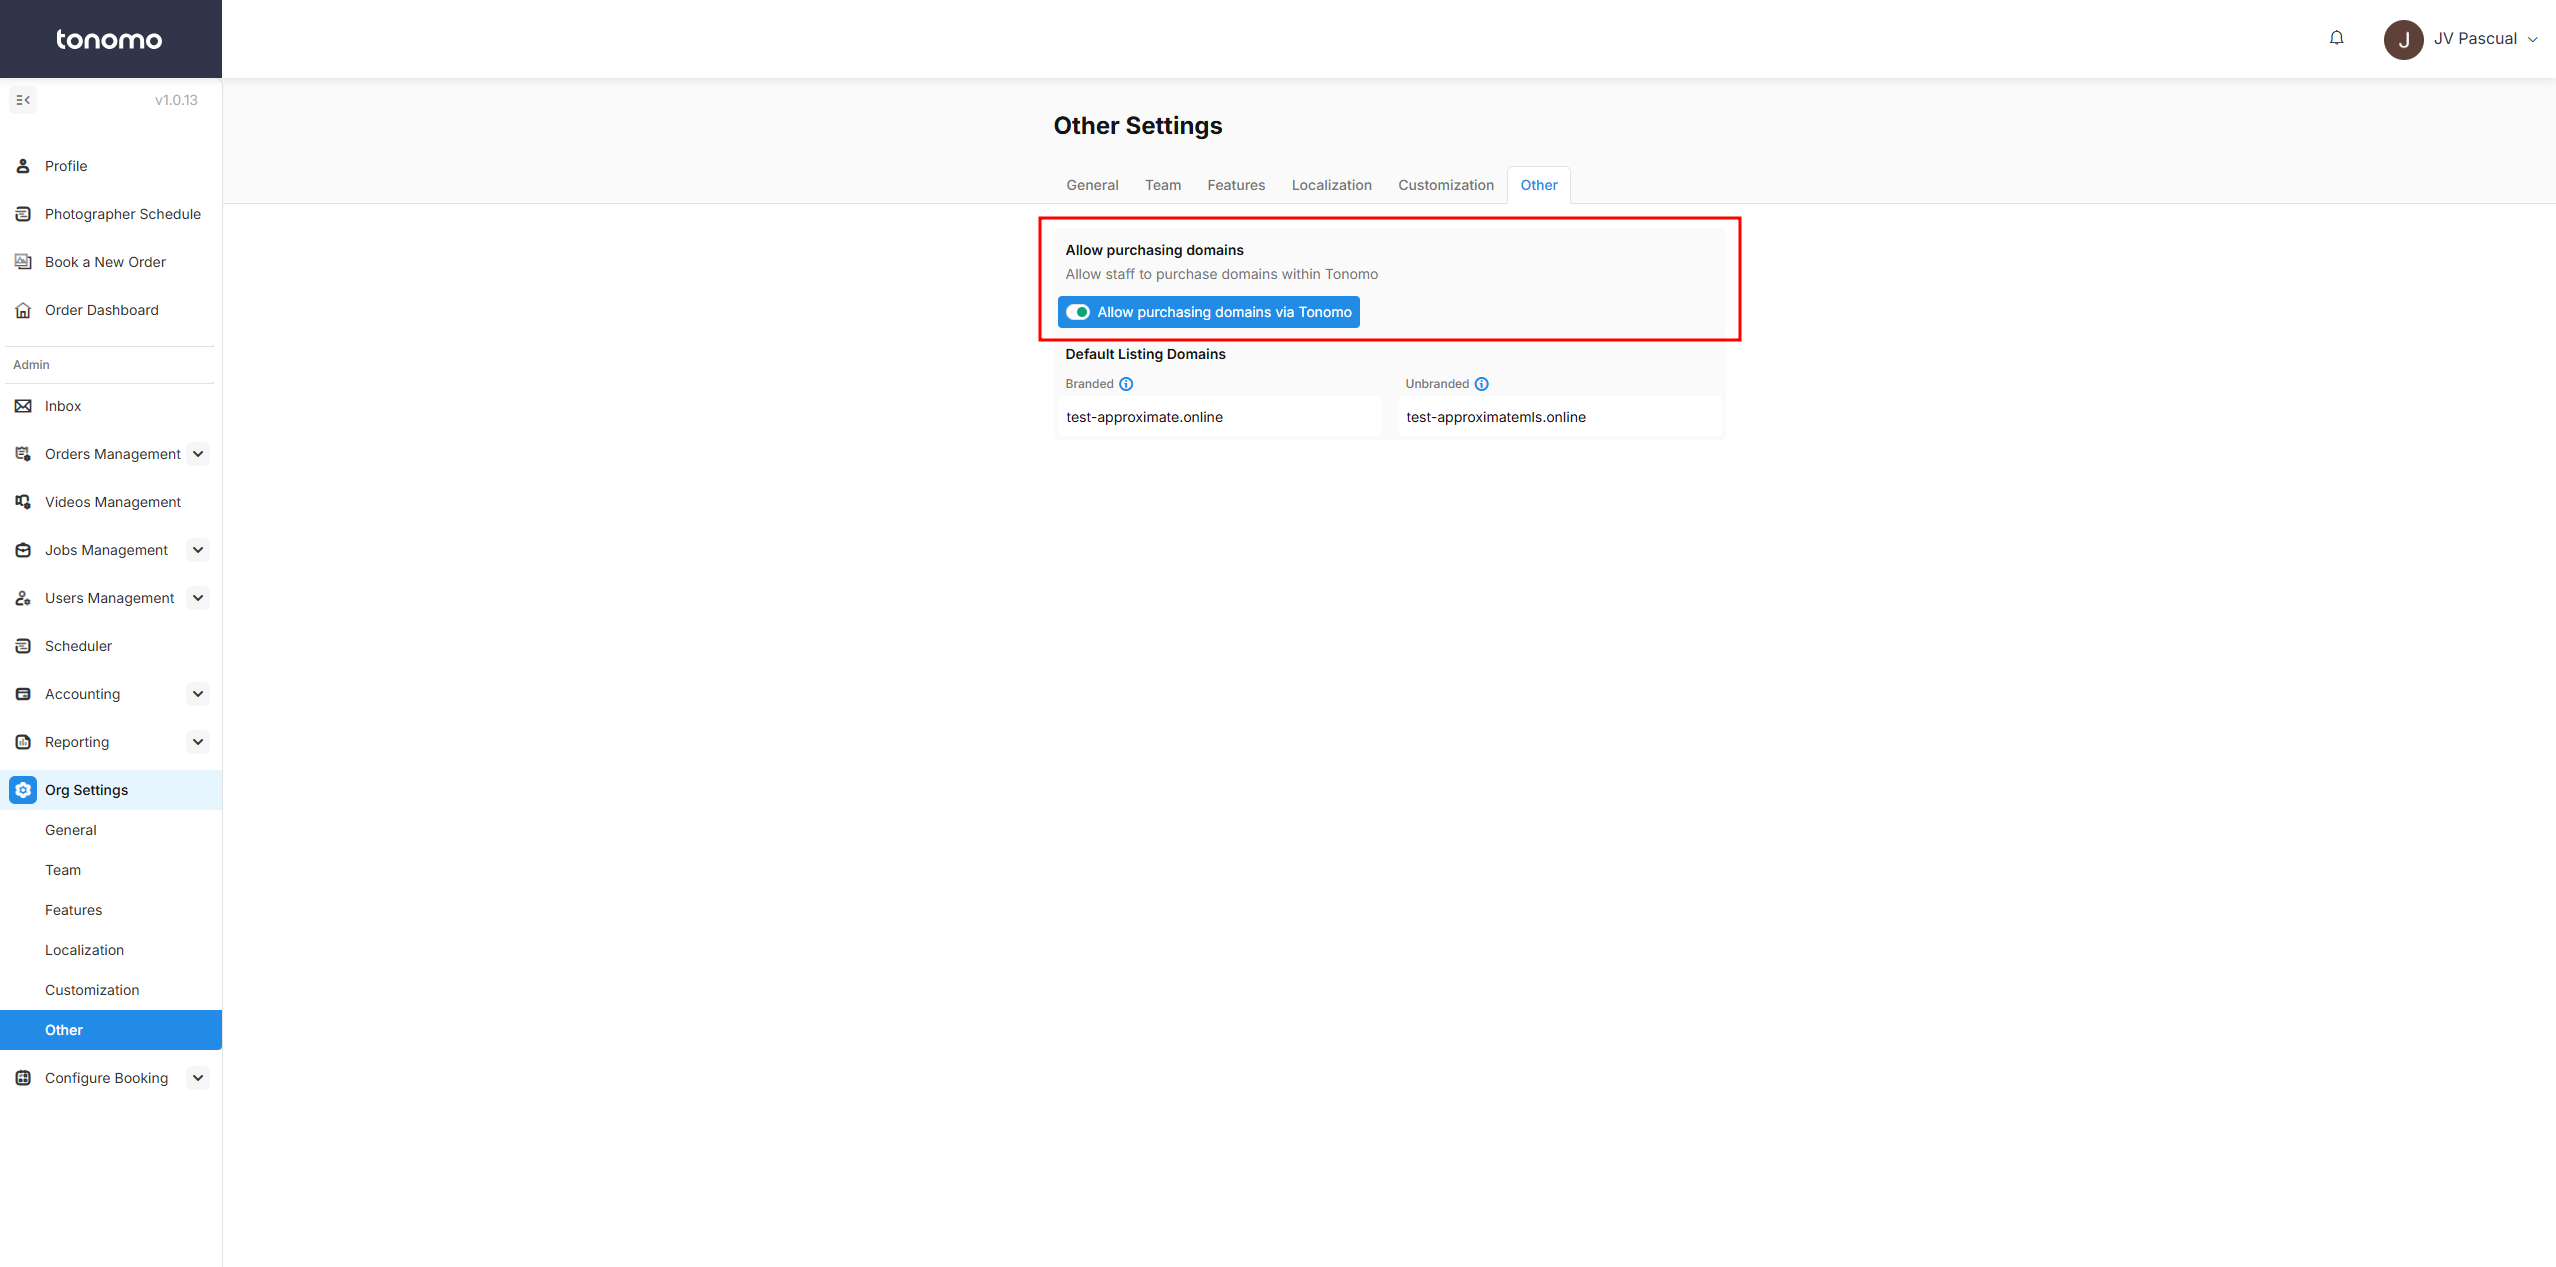 tonomo
J
JV Pascual
v1.0.13
Profile
Photographer Schedule
Book a New Order
Order Dashboard
Admin
Inbox
Orders Management
Videos Management
Jobs Management
Users Management
Scheduler
Accounting
Reporting
Org Settings
General
Team
Features
Localization
Customization
Other
Configure Booking
Other Settings
General Team Features Localization Customization Other
Allow purchasing domains
Allow staff to purchase domains within Tonomo
Allow purchasing domains via Tonomo
Default Listing Domains
Branded Unbranded
test-approximate.online test-approximatemls.online